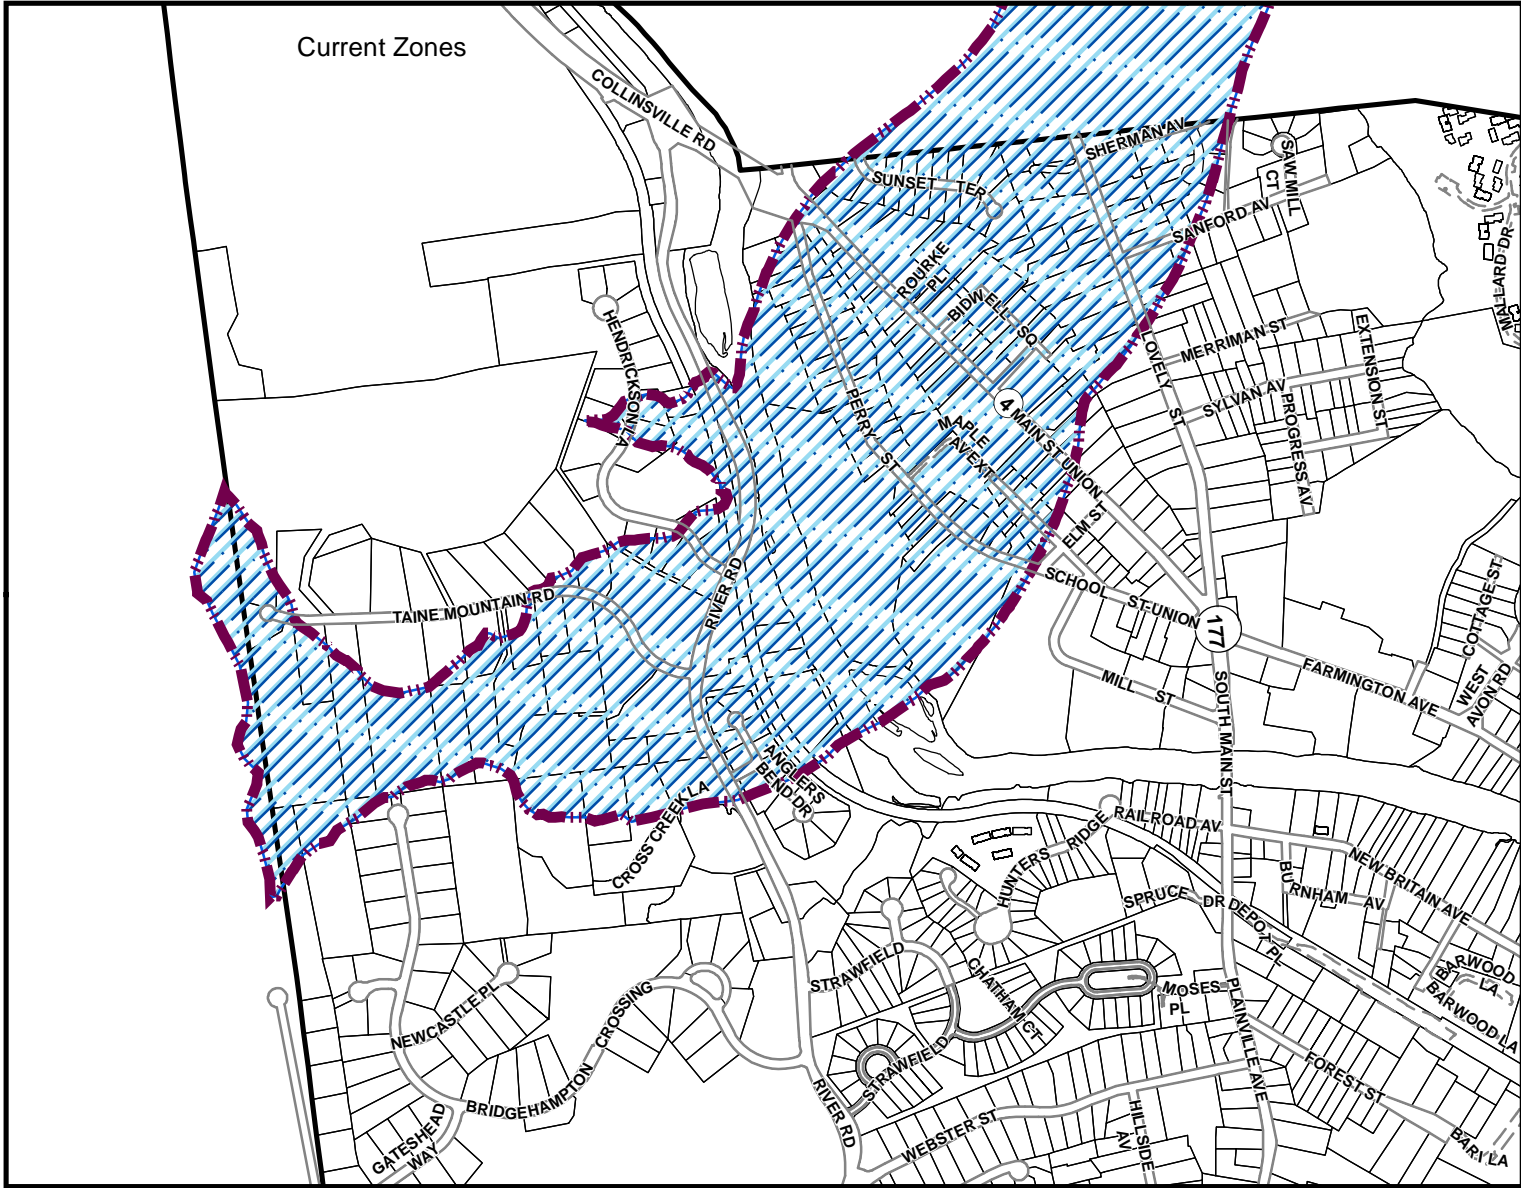 Current Zones
COLLINSVILLE RD
SHERMAN AV
SAW MILL
CT
SUNSET TER
SANFORD AV
MALLARD DR
ROURKE
PL
BIDWELL SQ
HENDRICKSON LA
LOVELY ST
MERRIMAN ST
EXTENSION ST
SYLVAN AV
PROGRESS AV
PERRY ST
4
MAIN ST UNION
MAPLE
AV EXT
ELM ST
SCHOOL ST-UNION
COTTAGE ST
TAINE MOUNTAIN RD
RIVER RD
177
FARMINGTON AVE
WEST
AVON RD
MILL ST
SOUTH MAIN ST
ANGLERS
BEND DR
CROSS CREEK LA
RAILROAD AV
HUNTERS RIDGE
NEW BRITAIN AVE
BURNHAM AV
SPRUCE DR
DEPOT PL
STRAWFIELD
CHATHAM CT
BARWOOD
LA
BARWOOD LA
MOSES
PL
NEWCASTLE PL
CROSSING
BRIDGEHAMPTON
STRAWFIELD
PLAINVILLE AVE
FOREST ST
RIVER RD
GATESHEAD
WAY
WEBSTER ST
HILLSIDE
AV
BARI LA